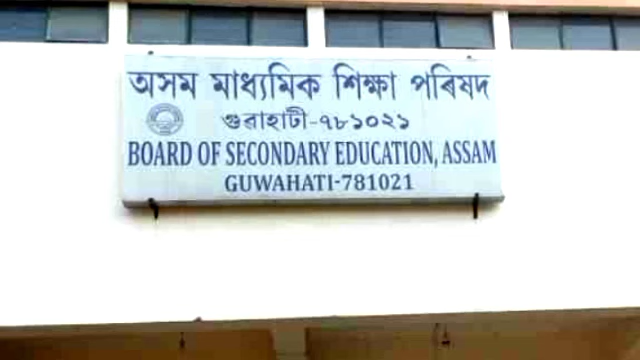 অসম মাধ্যমিক শিক্ষা পৰিষদ
গুৱাহাটী-৭৮১০২১
BOARD OF SECONDARY EDUCATION, ASSAM
GUWAHATI-781021